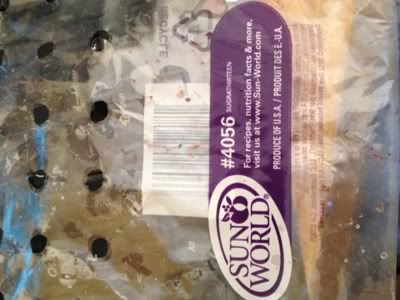 RECYCLE
#4056 SUGRATHIRTEEN
For recipes, nutrition facts & more,
visit us at www.Sun-World.com
PRODUCE OF U.S.A. / PRODUIT DES E.-U.A.
SUN
WORLD